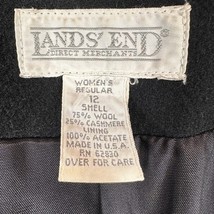 LANDS' END®
DIRECT MERCHANTS
WOMEN'S
REGULAR
12
SHELL
75% WOOL
25% CASHMERE
LINING
100% ACETATE
MADE IN U.S.A.
RN 62830
OVER FOR CARE